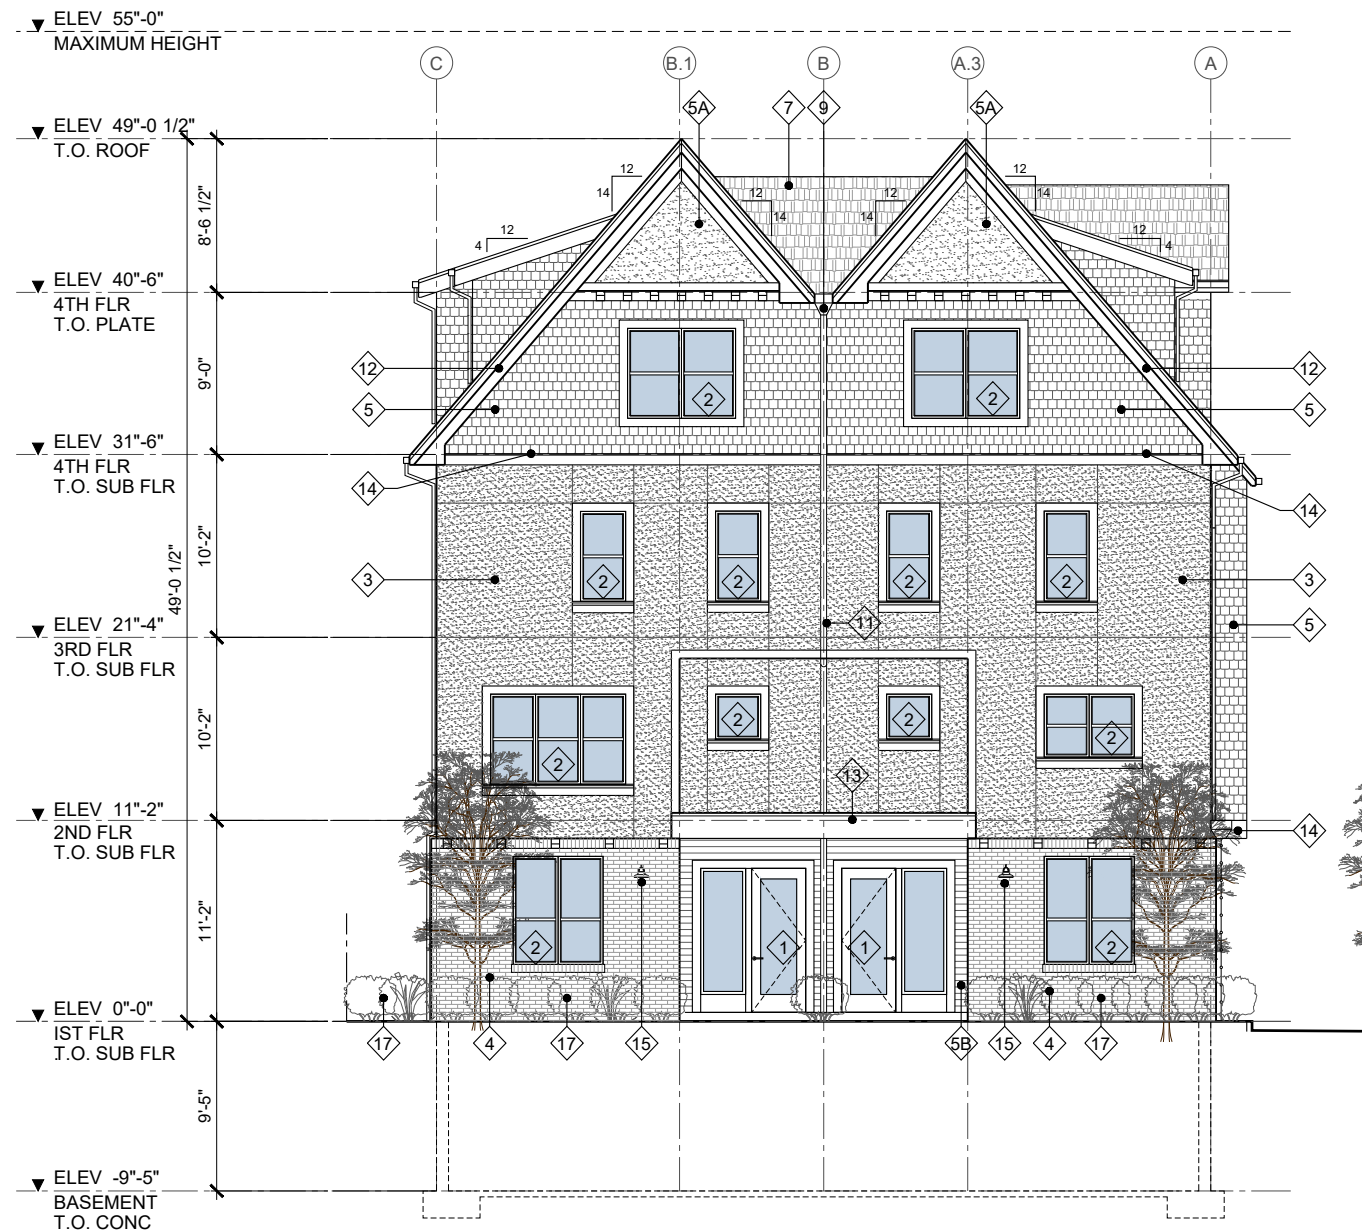 ELEV 55"-0"
MAXIMUM HEIGHT
C B.1 B A.3 A
5A 7 9 5A
ELEV 49"-0 1/2"
T.O. ROOF
12 12
14 12 12 14
14 14
12 12
4 4
8'-6 1/2"
ELEV 40"-6"
4TH FLR
T.O. PLATE
9'-0"
12 12
2 2
5 5
ELEV 31"-6"
4TH FLR
T.O. SUB FLR
14 14
10'-2"
49'-0 1/2"
3 2 2 2 2 3
11 5
ELEV 21"-4"
3RD FLR
T.O. SUB FLR
10'-2"
2 2 2
2
13
ELEV 11"-2"
2ND FLR
T.O. SUB FLR
14
11'-2"
2 1 1 2
ELEV 0"-0"
IST FLR
T.O. SUB FLR
17 4 17 15 5B 15 4 17
9'-5"
ELEV -9"-5"
BASEMENT
T.O. CONC